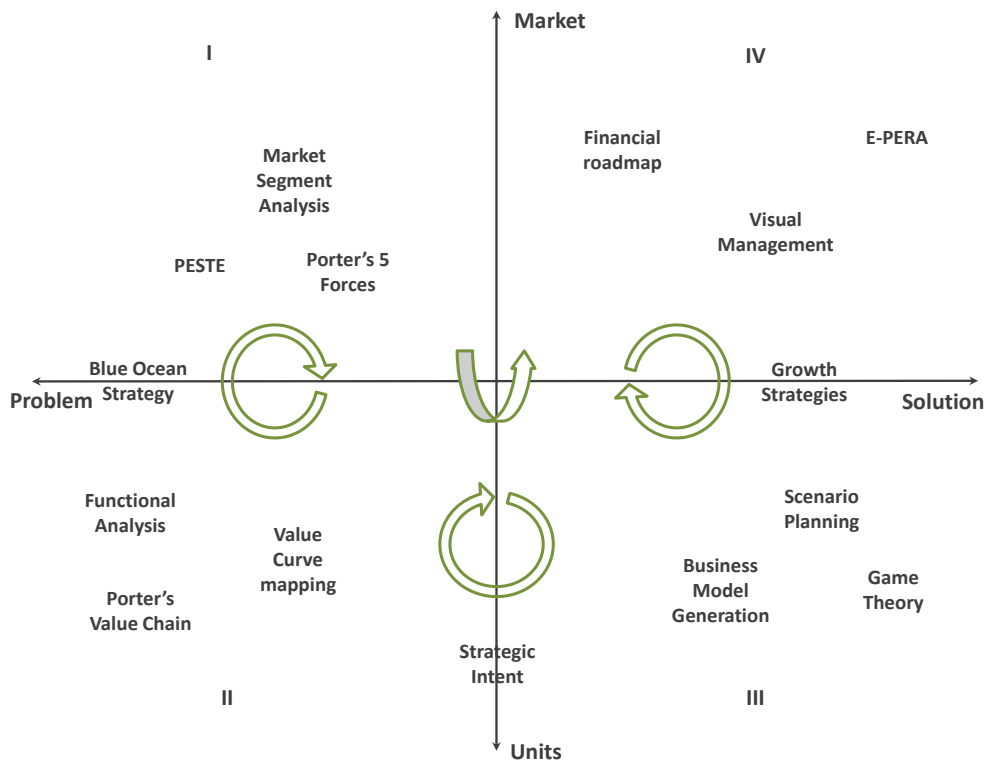 Market
I
IV
Market
Segment
Analysis
Financial
roadmap
E-PERA
Visual
Management
PESTE
Porter's 5
Forces
Blue Ocean
Strategy
Growth
Strategies
Problem
Solution
Functional
Analysis
Value
Curve
mapping
Scenario
Planning
Porter's
Value Chain
Business
Model
Generation
Game
Theory
Strategic
Intent
II
III
Units